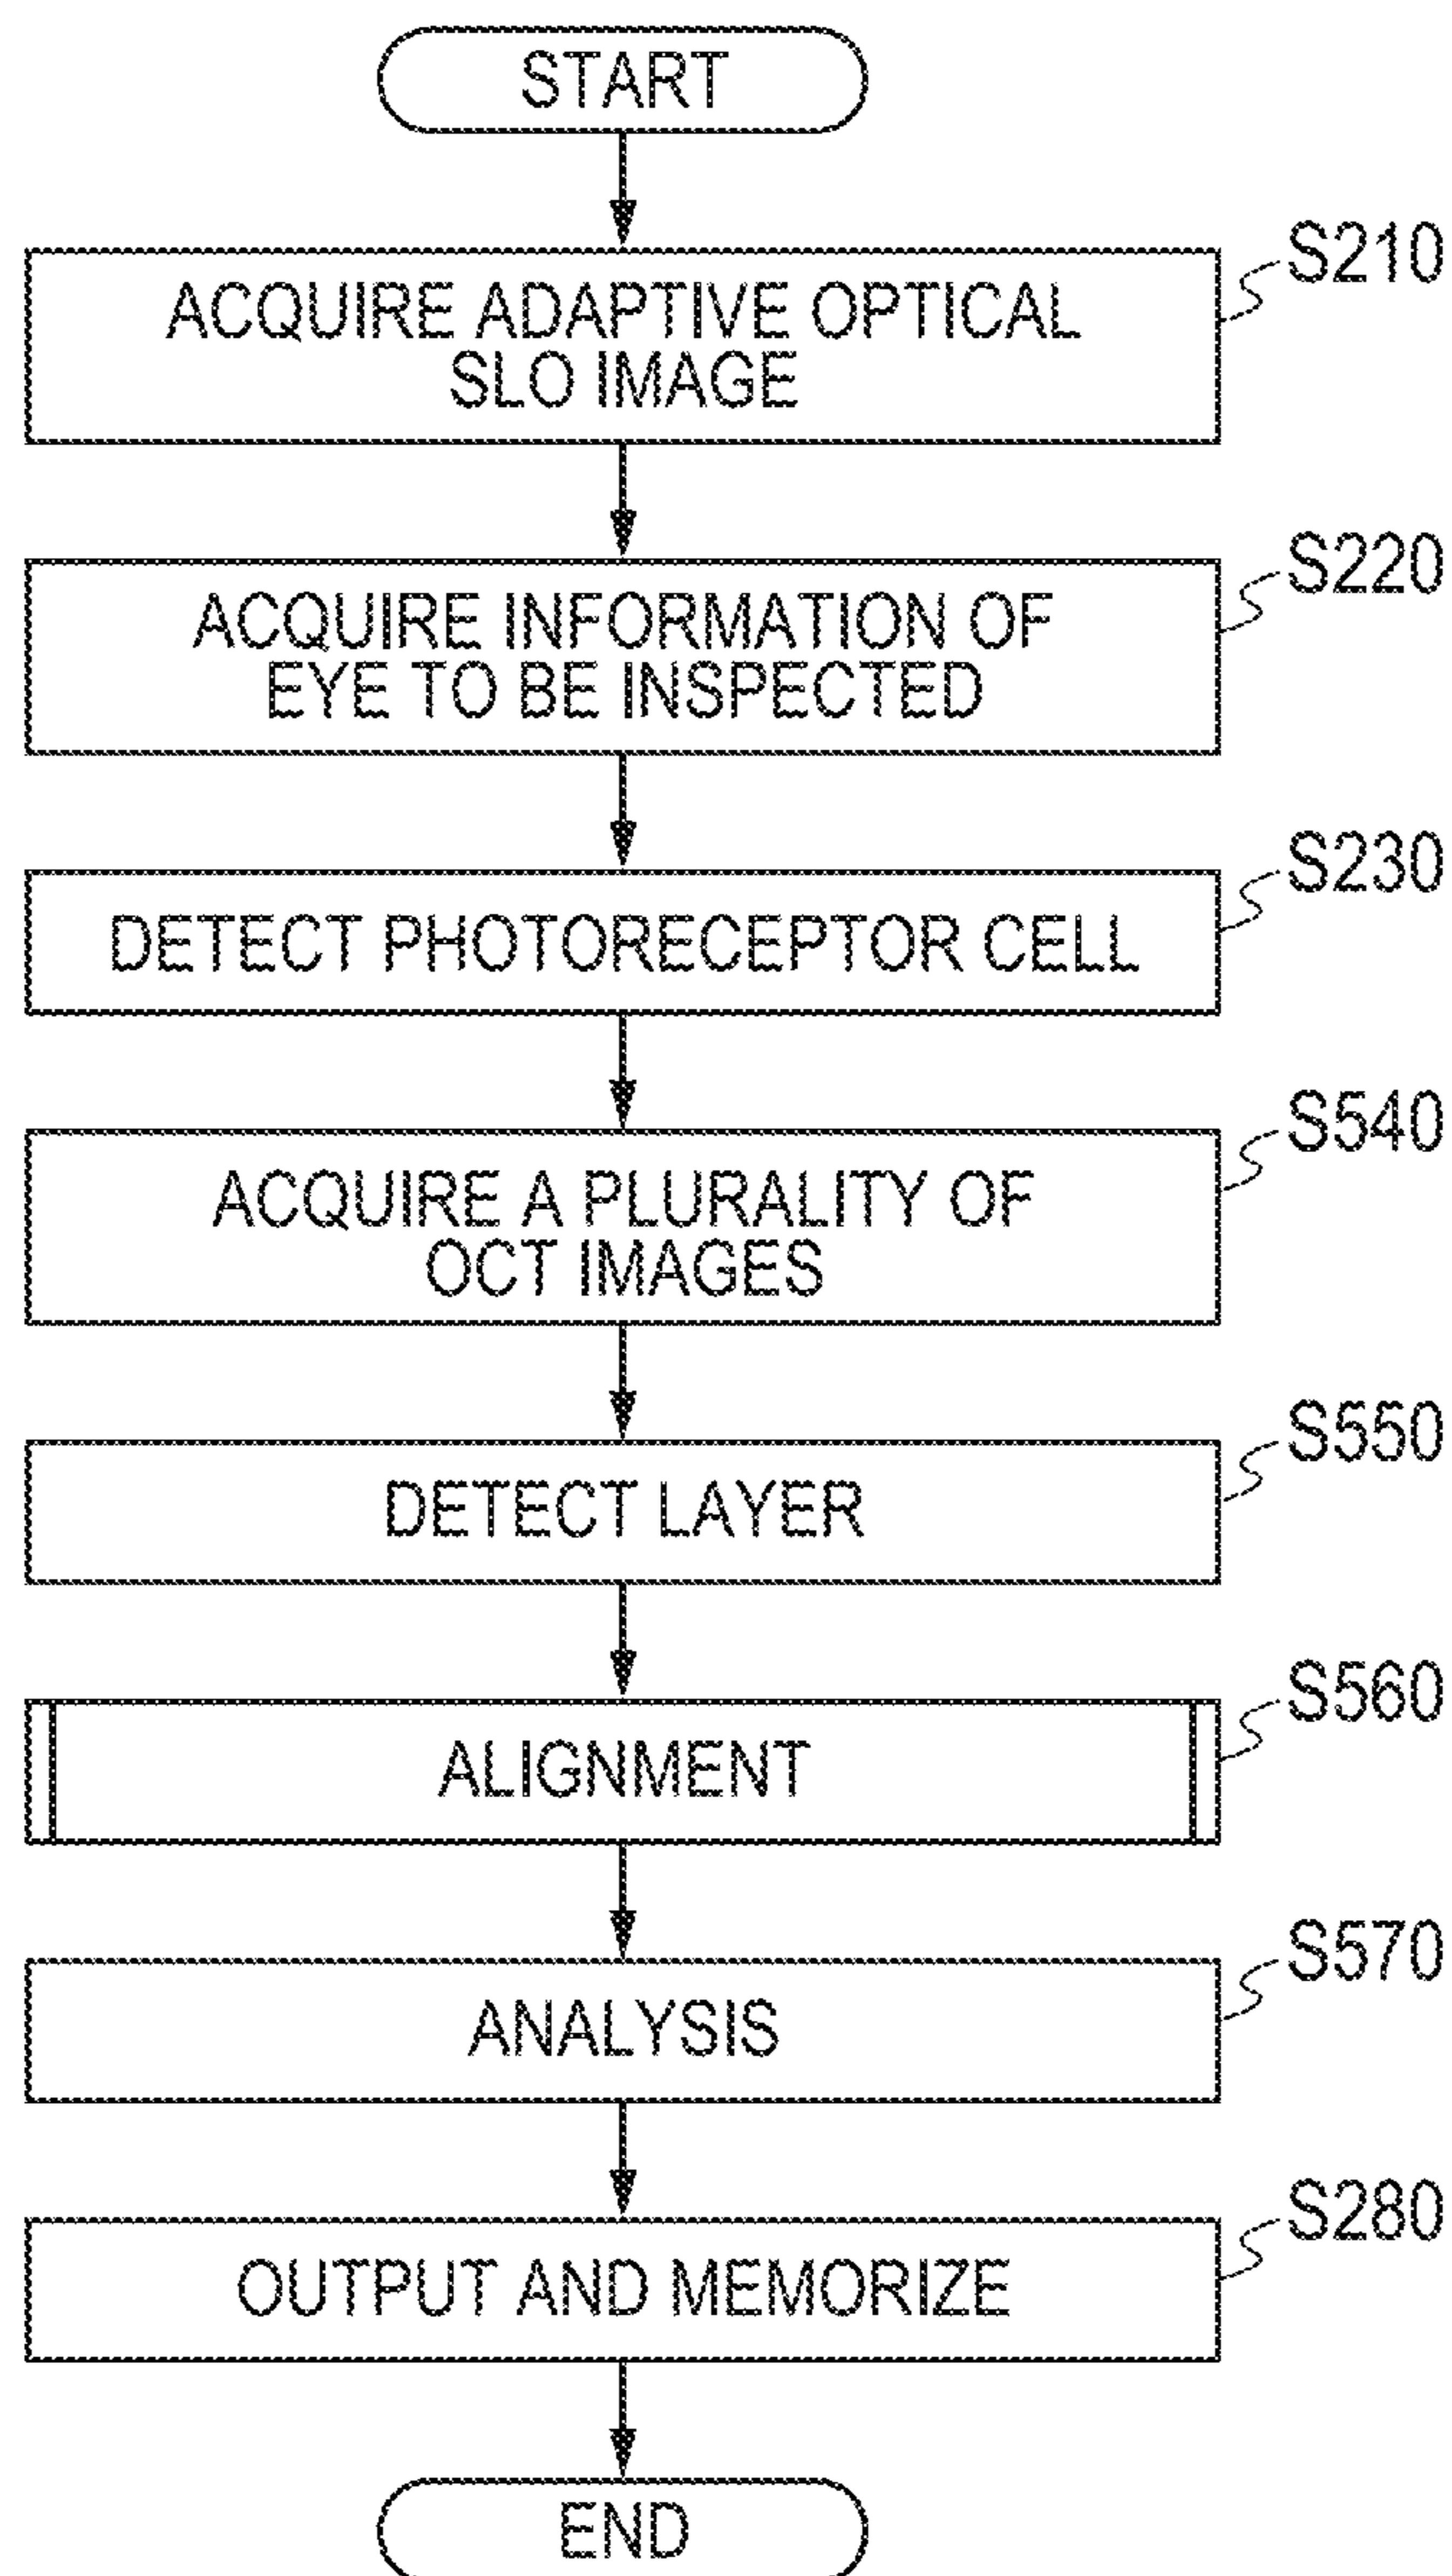 START
S210
ACQUIRE ADAPTIVE OPTICAL
SLO IMAGE
S220
ACQUIRE INFORMATION OF
EYE TO BE INSPECTED
S230
DETECT PHOTORECEPTOR CELL
S540
ACQUIRE A PLURALITY OF
OCT IMAGES
S550
DETECT LAYER
S560
ALIGNMENT
S570
ANALYSIS
S280
OUTPUT AND MEMORIZE
END